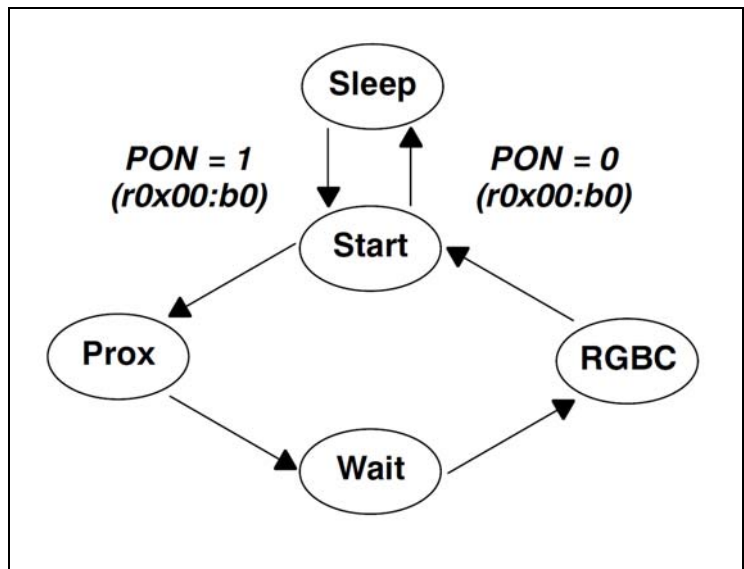 Sleep
PON = 1
(r0x00:b0)
PON = 0
(r0x00:b0)
Start
Prox
RGBC
Wait